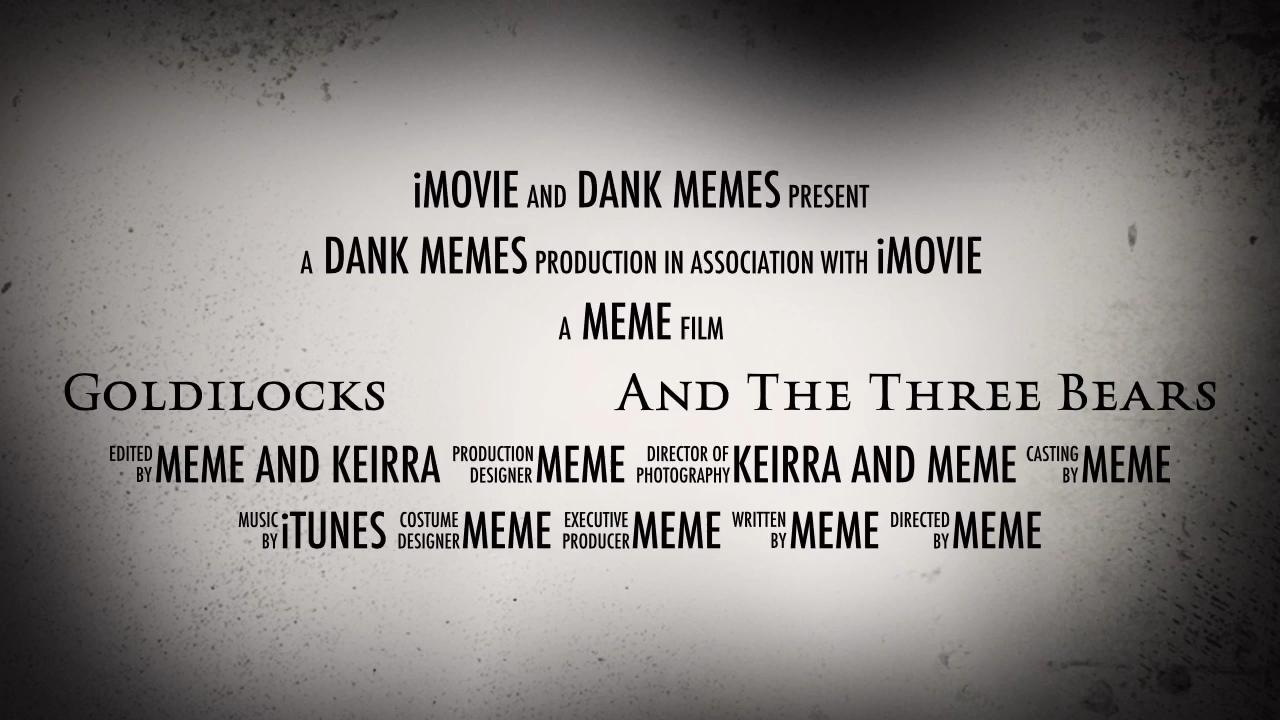 iMOVIE AND DANK MEMES PRESENT
A DANK MEMES PRODUCTION IN ASSOCIATION WITH iMOVIE
A MEME FILM
GOLDILOCKS AND THE THREE BEARS
EDITED BY MEME AND KEIRRA PRODUCTION DESIGNER MEME DIRECTOR OF PHOTOGRAPHY KEIRRA AND MEME CASTING BY MEME
MUSIC BY iTUNES COSTUME DESIGNER MEME EXECUTIVE PRODUCER MEME WRITTEN BY MEME DIRECTED BY MEME